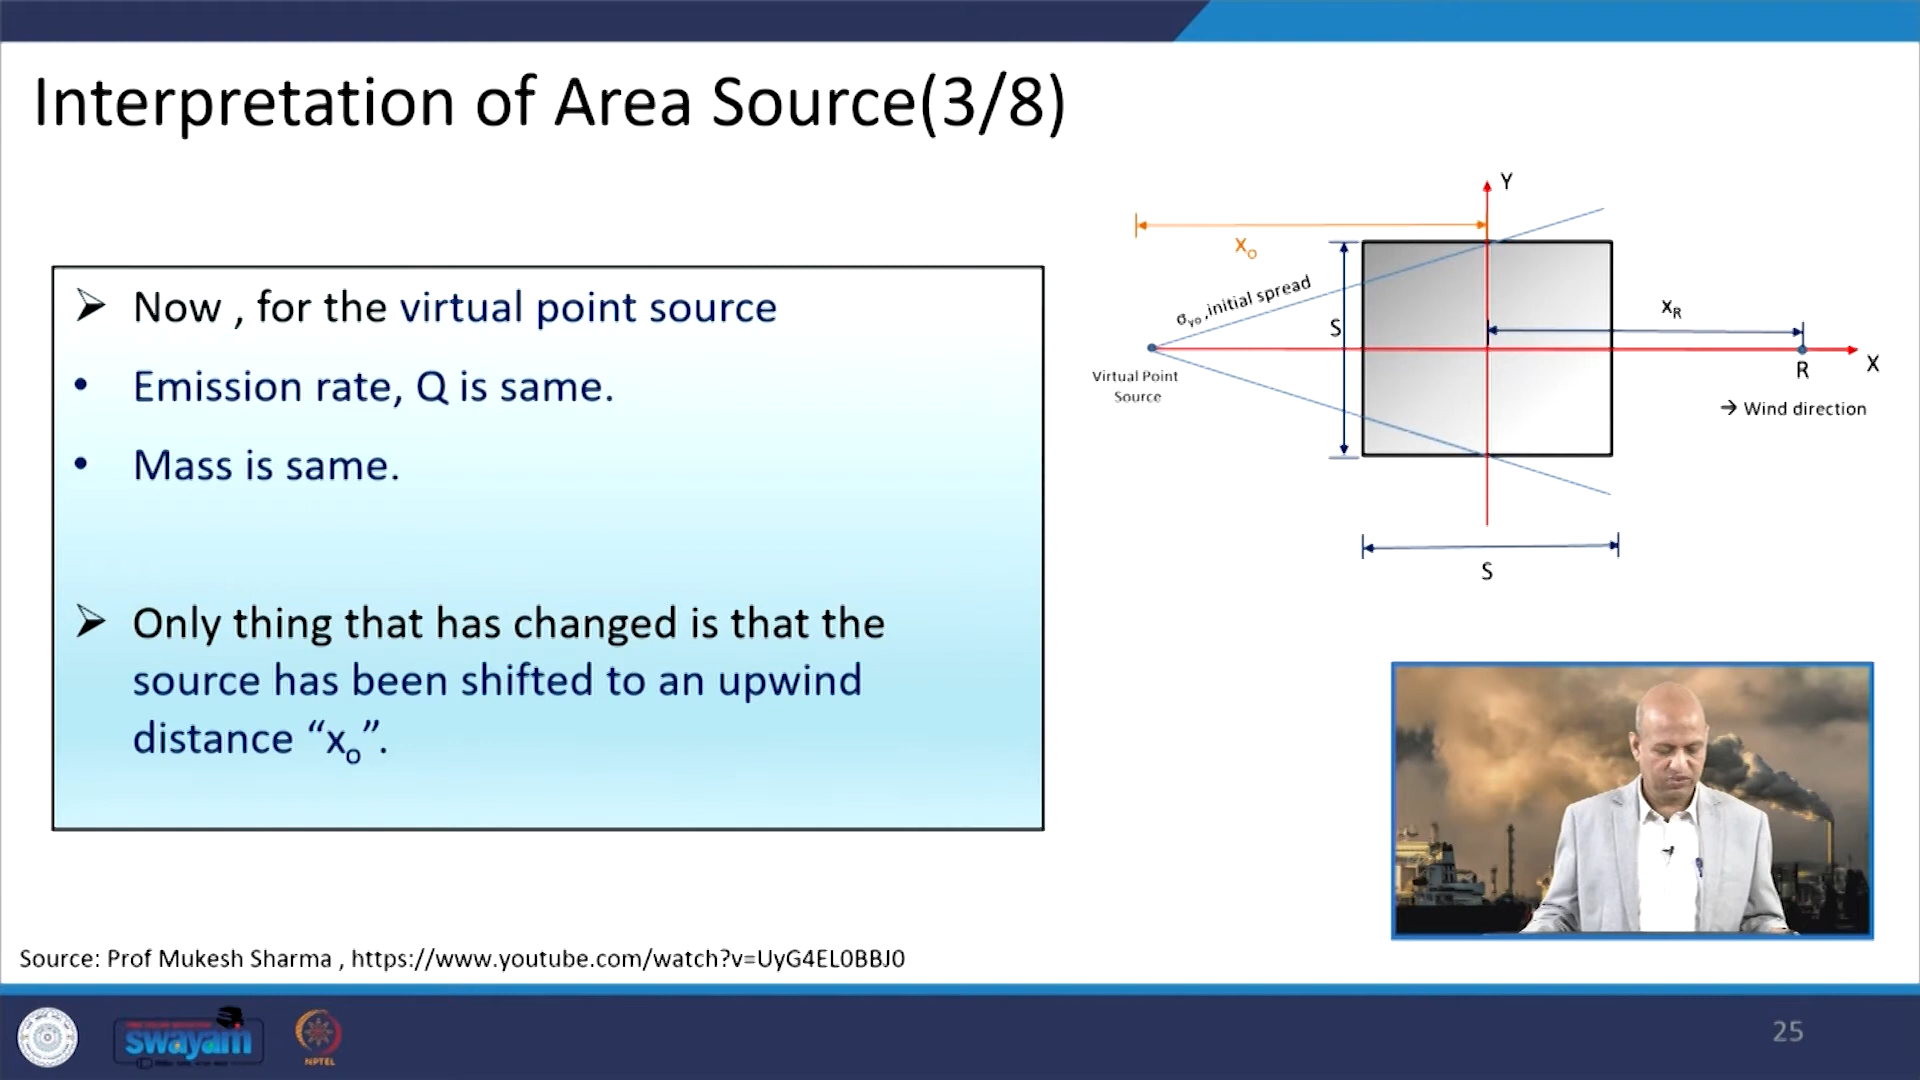 Interpretation of Area Source(3/8)
➢ Now , for the virtual point source
• Emission rate, Q is same.
• Mass is same.
➢ Only thing that has changed is that the
source has been shifted to an upwind
distance “xₒ”.
Y
xₒ
σyₒ,initial spread
S
xR
X
R
Virtual Point
Source
→ Wind direction
S
Source: Prof Mukesh Sharma , https://www.youtube.com/watch?v=UyG4EL0BBJ0
swayam
NPTEL
25